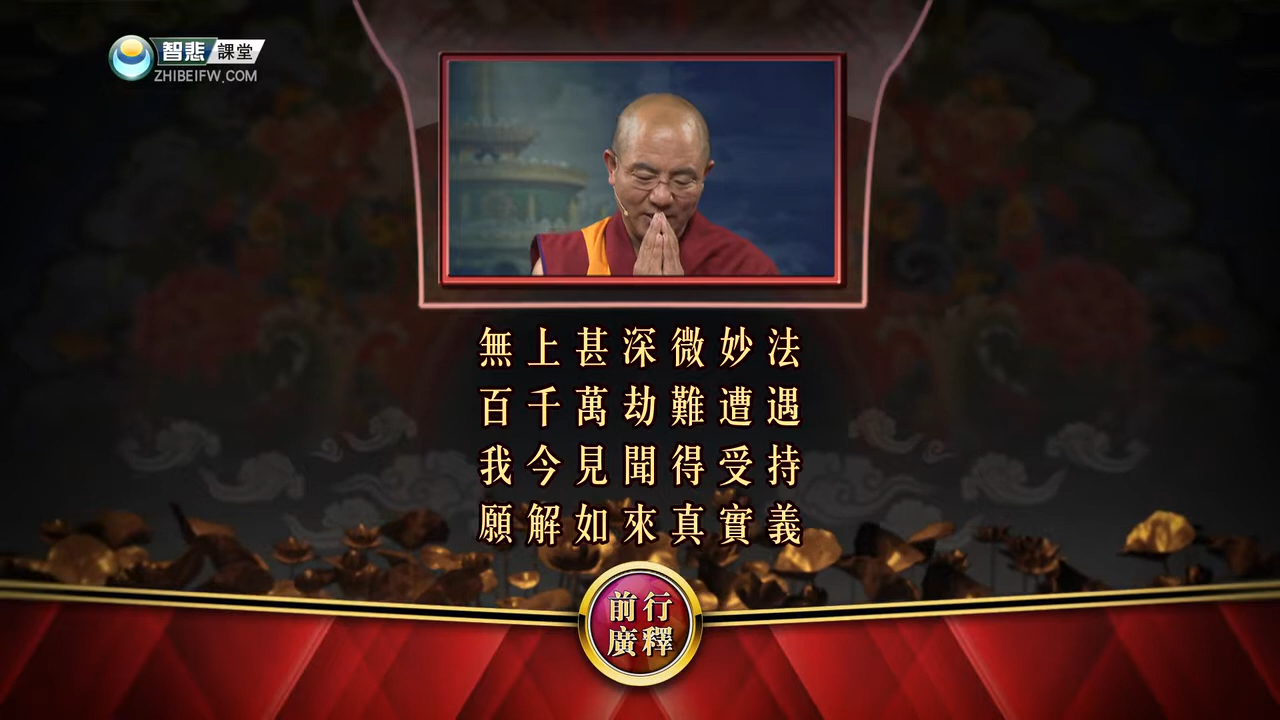 智悲課堂
ZHIBEIFW.COM
無上甚深微妙法
百千萬劫難遭遇
我今見聞得受持
願解如來真實義
前行
廣釋